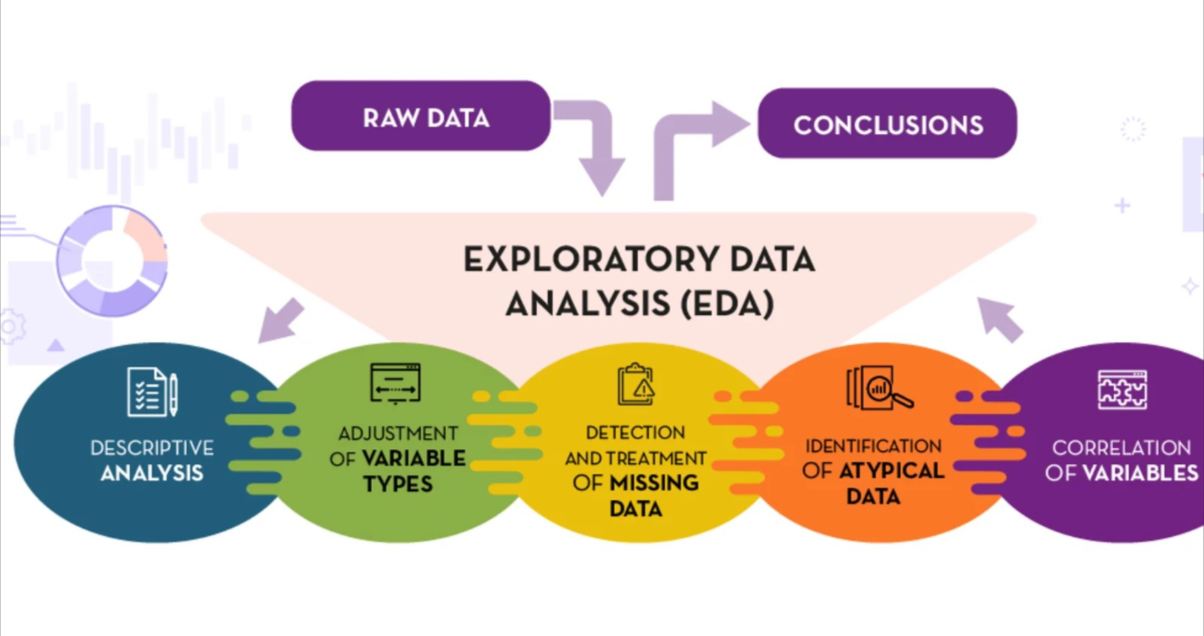 RAW DATA
CONCLUSIONS
EXPLORATORY DATA
ANALYSIS (EDA)
DESCRIPTIVE
ANALYSIS
ADJUSTMENT
OF VARIABLE
TYPES
DETECTION
AND TREATMENT
OF MISSING
DATA
IDENTIFICATION
OF ATYPICAL
DATA
CORRELATION
OF VARIABLES